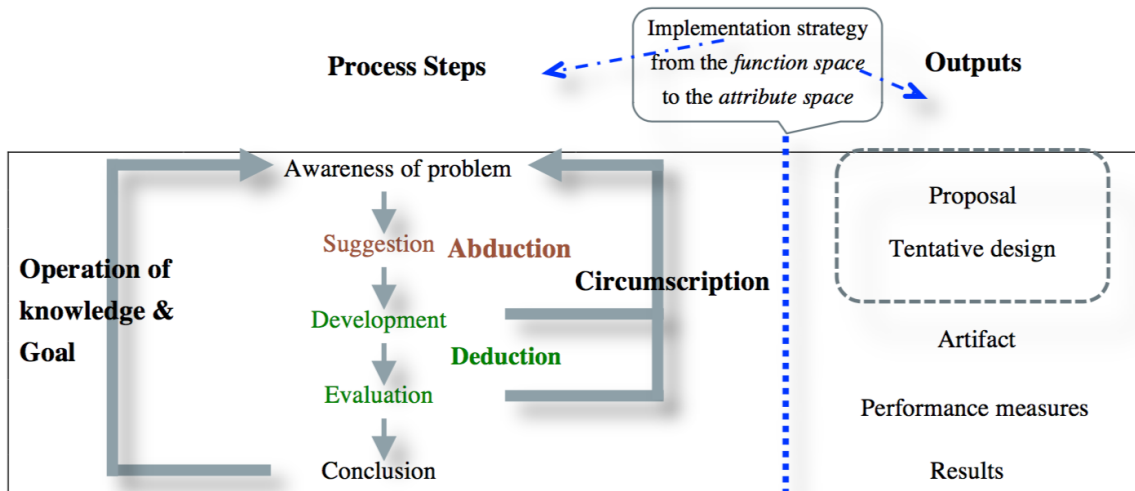 Implementation strategy
from the function space
to the attribute space
Process Steps
Outputs
Awareness of problem
Proposal
Suggestion
Abduction
Tentative design
Operation of
knowledge &
Goal
Circumscription
Development
Artifact
Deduction
Evaluation
Performance measures
Conclusion
Results